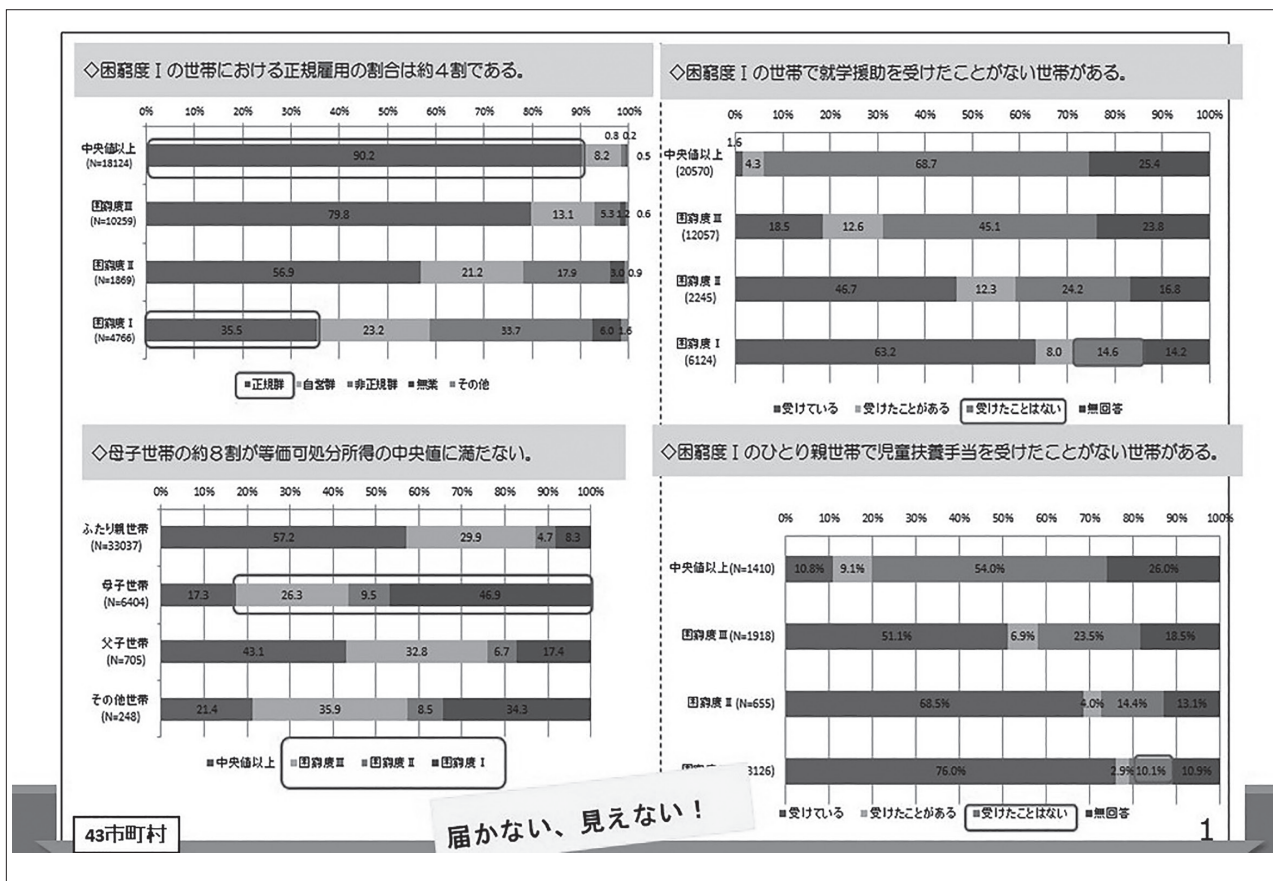 ◇困窮度Ⅰの世帯における正規雇用の割合は約4割である。
0% 10% 20% 30% 40% 50% 60% 70% 80% 90% 100%
0.8 0.2
中央値以上 90.2 8.2 0.5
(N=18124)
困窮度Ⅲ 79.8 13.1 5.3 1.2 0.6
(N=10259)
困窮度Ⅱ 56.9 21.2 17.9 3.0 0.9
(N=1869)
困窮度Ⅰ 35.5 23.2 33.7 6.0 1.6
(N=4766)
■正規群 ■自営群 ■非正規群 ■無業 ■その他
◇困窮度Ⅰの世帯で就学援助を受けたことがない世帯がある。
0% 10% 20% 30% 40% 50% 60% 70% 80% 90% 100%
1.6
中央値以上 4.3 68.7 25.4
(20570)
困窮度Ⅲ 18.5 12.6 45.1 23.8
(12057)
困窮度Ⅱ 46.7 12.3 24.2 16.8
(2245)
困窮度Ⅰ 63.2 8.0 14.6 14.2
(6124)
■受けている ■受けたことがある ■受けたことはない ■無回答
◇母子世帯の約8割が等価可処分所得の中央値に満たない。
0% 10% 20% 30% 40% 50% 60% 70% 80% 90% 100%
ふたり親世帯 57.2 29.9 4.7 8.3
(N=33037)
母子世帯 17.3 26.3 9.5 46.9
(N=6404)
父子世帯 43.1 32.8 6.7 17.4
(N=705)
その他世帯 21.4 35.9 8.5 34.3
(N=248)
■中央値以上 ■困窮度Ⅲ ■困窮度Ⅱ ■困窮度Ⅰ
◇困窮度Ⅰのひとり親世帯で児童扶養手当を受けたことがない世帯がある。
0% 10% 20% 30% 40% 50% 60% 70% 80% 90% 100%
中央値以上(N=1410) 10.8% 9.1% 54.0% 26.0%
困窮度Ⅲ(N=1918) 51.1% 6.9% 23.5% 18.5%
困窮度Ⅱ(N=655) 68.5% 4.0% 14.4% 13.1%
3126) 76.0% 2.9% 10.1% 10.9%
■受けている ■受けたことがある ■受けたことはない ■無回答
届かない、見えない！
43市町村
1